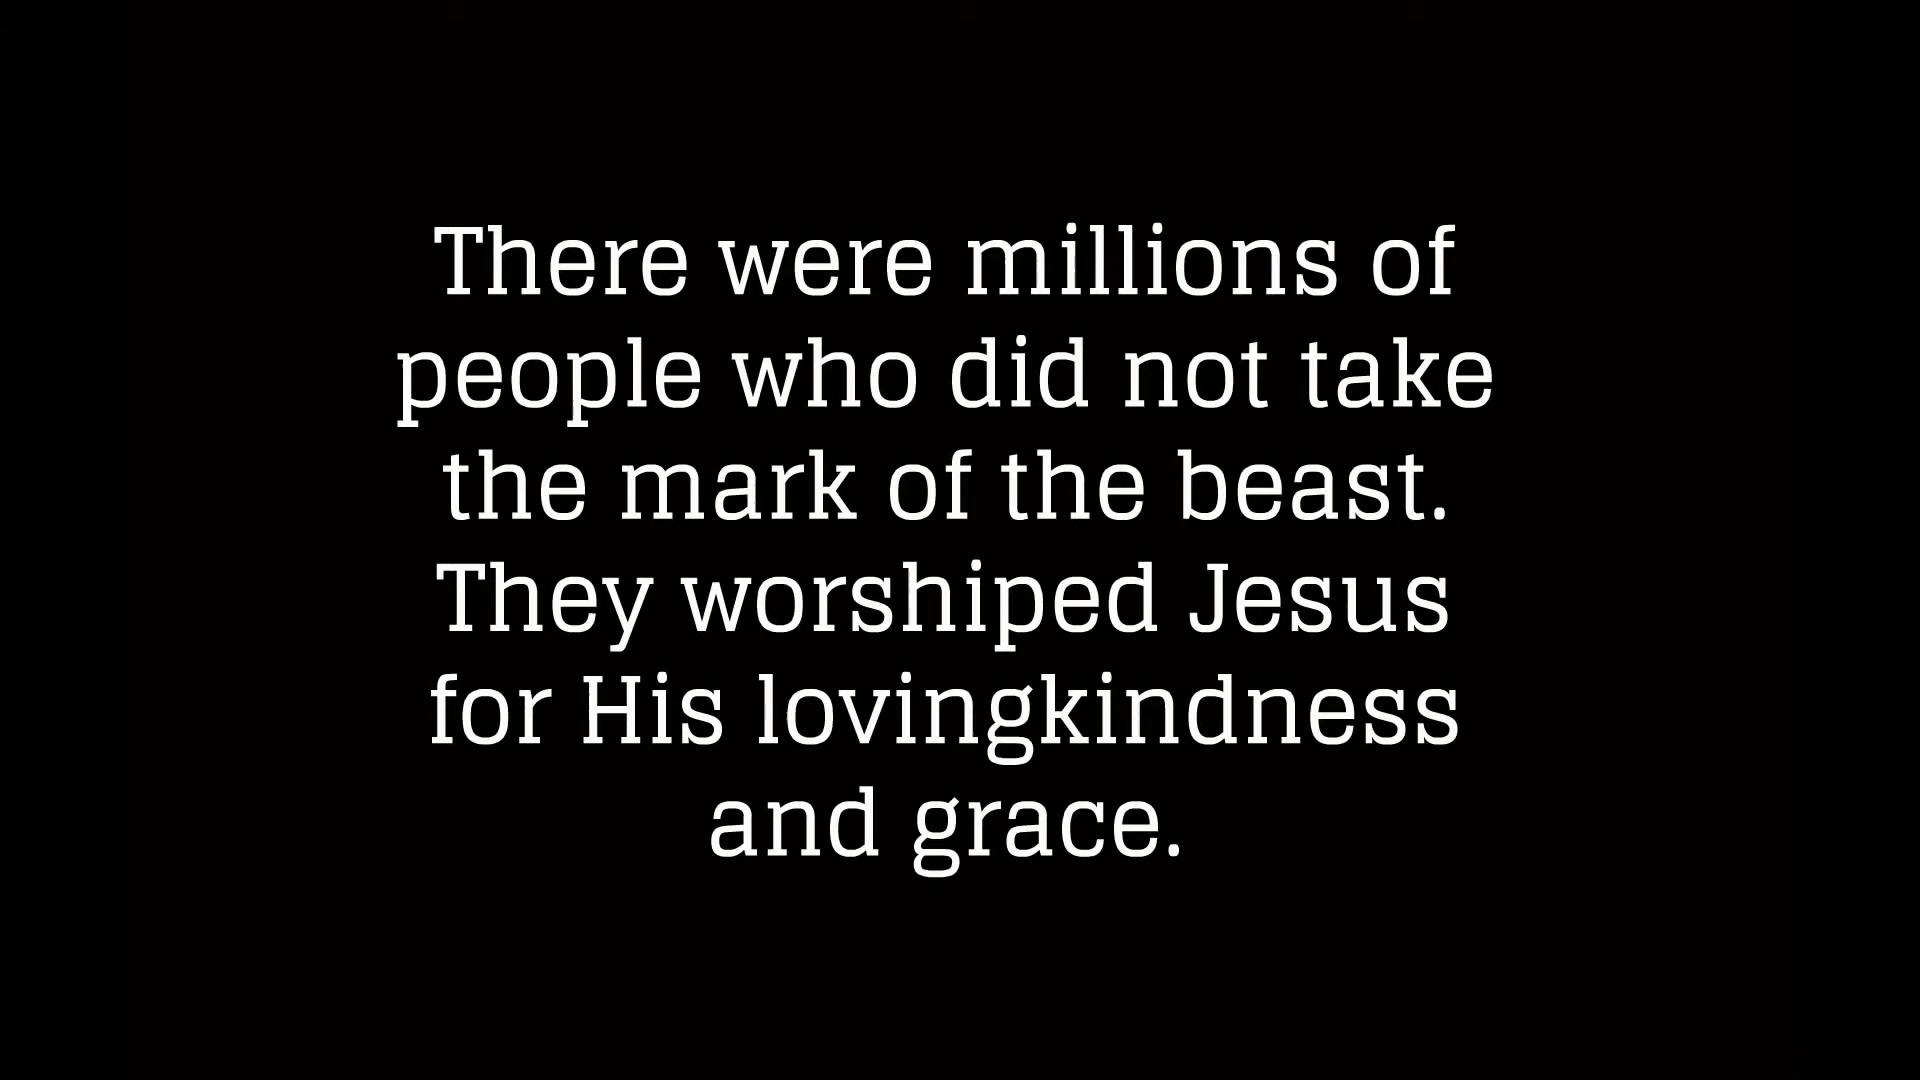 There were millions of
people who did not take
the mark of the beast.
They worshiped Jesus
for His lovingkindness
and grace.